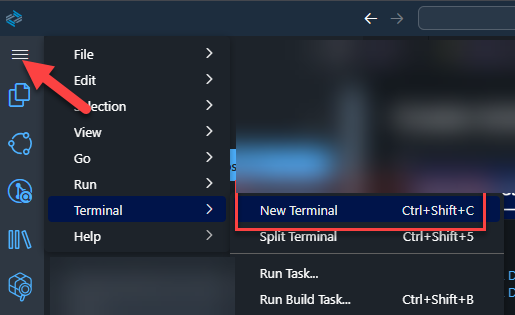 File
Edit
Selection
View
Go
Run
Terminal
Help
New Terminal Ctrl+Shift+C
Split Terminal Ctrl+Shift+5
Run Task...
Run Build Task... Ctrl+Shift+B